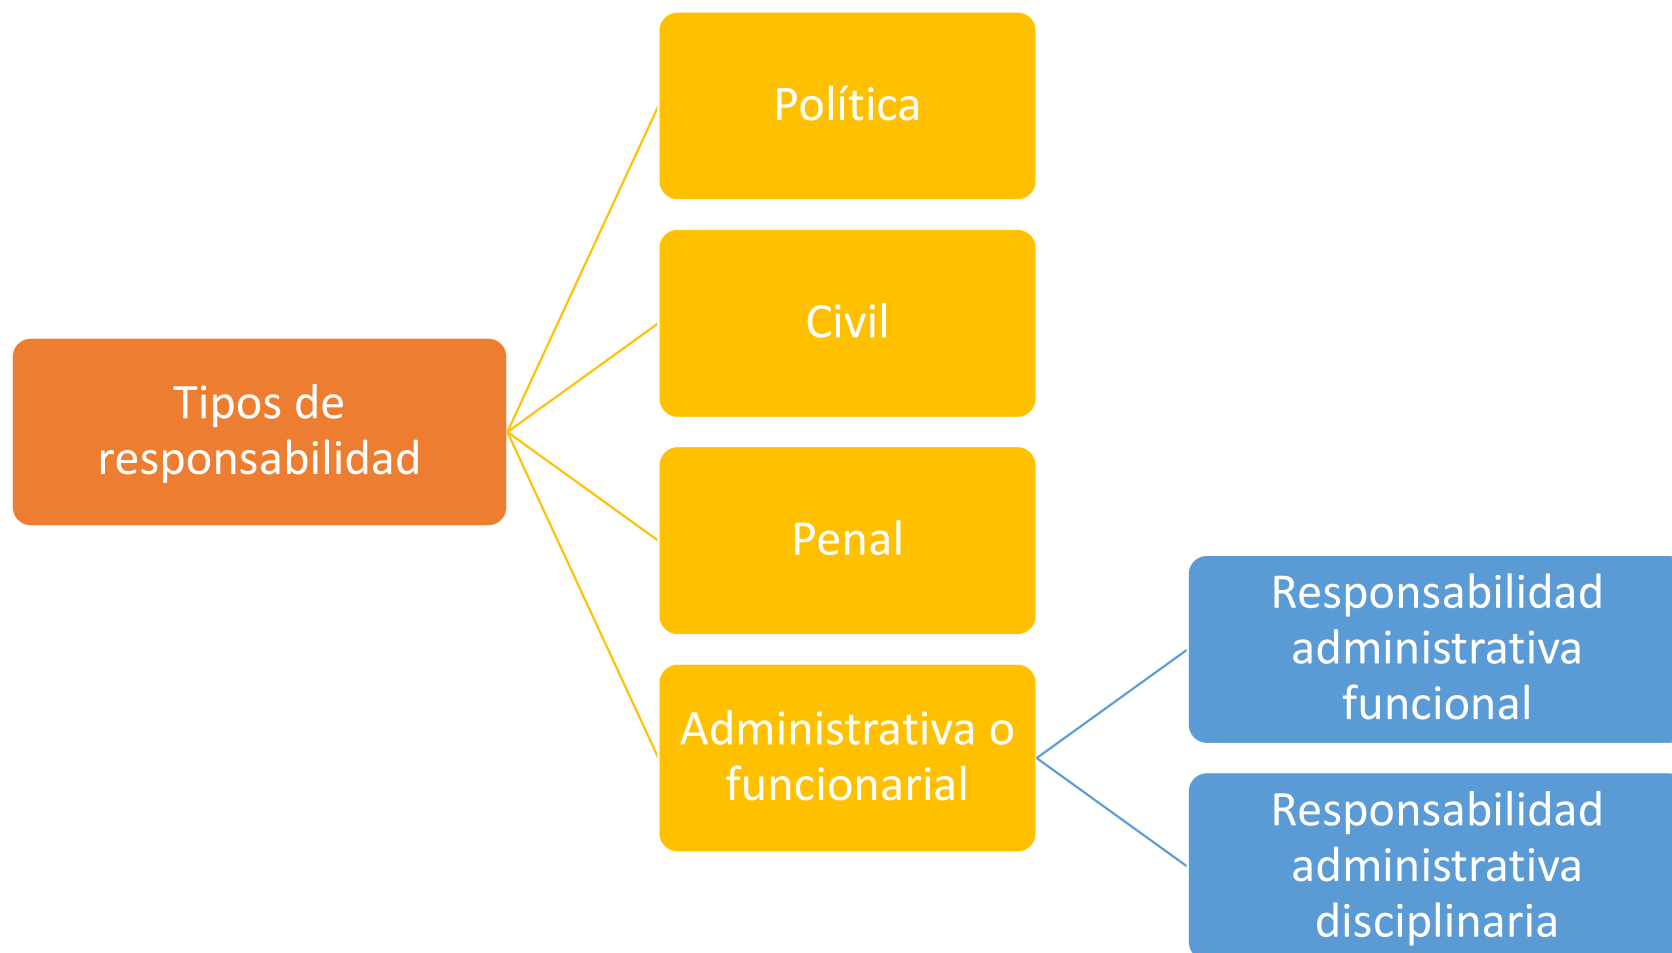 Política
Civil
Tipos de
responsabilidad
Penal
Administrativa o
funcionarial
Responsabilidad
administrativa
funcional
Responsabilidad
administrativa
disciplinaria